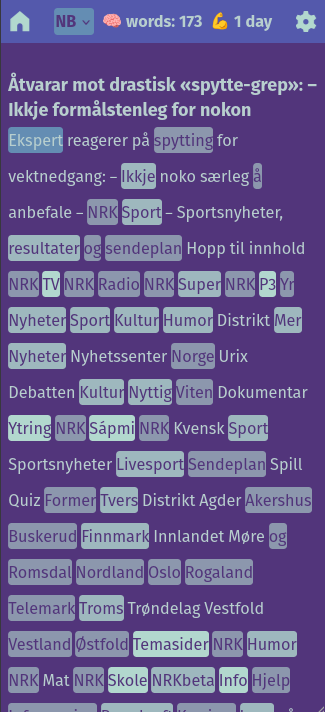 NB 🧠 words: 173 💪 1 day
Åtvarar mot drastisk «spytte-grep»: –
Ikkje formålstenleg for nokon
Ekspert reagerer på spytting for
vektnedgang: – Ikkje noko særleg å
anbefale – NRK Sport – Sportsnyheter,
resultater og sendeplan Hopp til innhold
NRK TV NRK Radio NRK Super NRK P3 Yr
Nyheter Sport Kultur Humor Distrikt Mer
Nyheter Nyhetssenter Norge Urix
Debatten Kultur Nyttig Viten Dokumentar
Ytring NRK Sápmi NRK Kvensk Sport
Sportsnyheter Livesport Sendeplan Spill
Quiz Former Tvers Distrikt Agder Akershus
Buskerud Finnmark Innlandet Møre og
Romsdal Nordland Oslo Rogaland
Telemark Troms Trøndelag Vestfold
Vestland Østfold Temasider NRK Humor
NRK Mat NRK Skole NRKbeta Info Hjelp